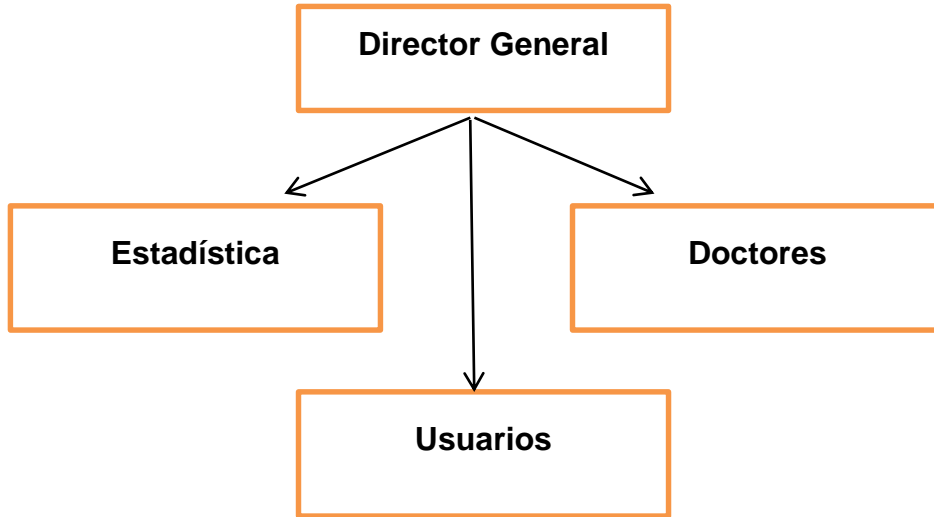 Director General
Estadística
Doctores
Usuarios